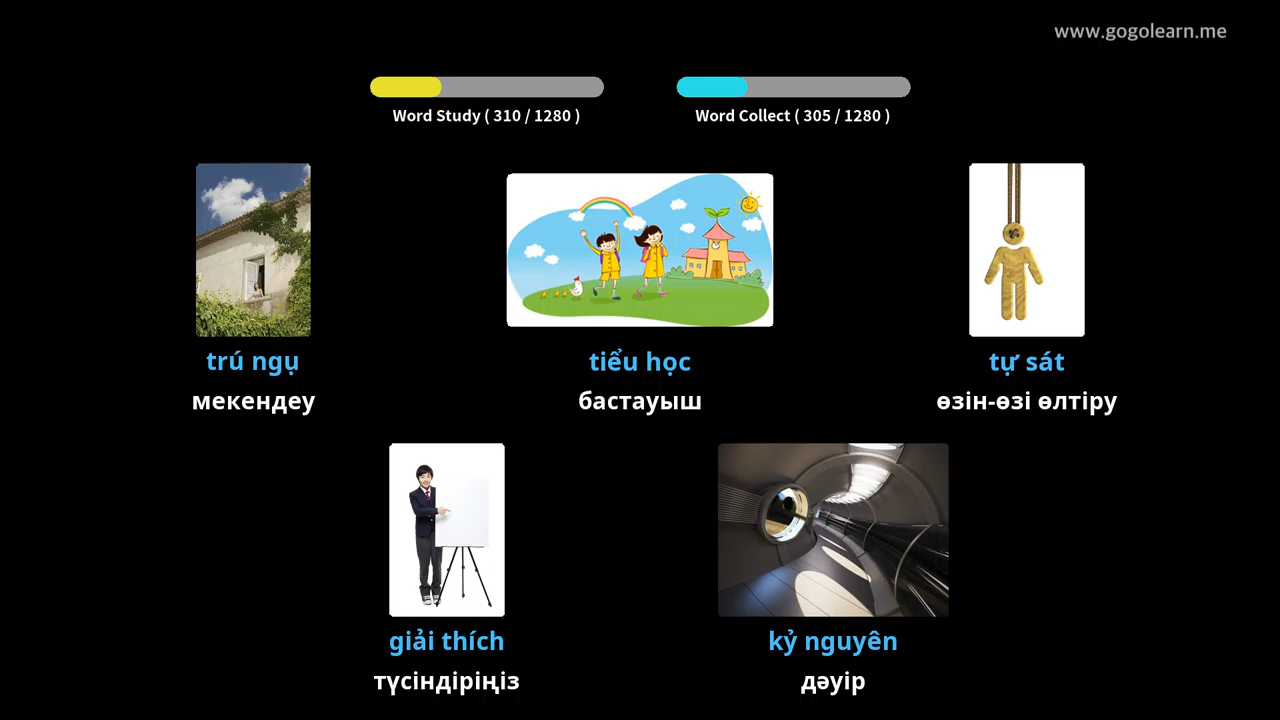 www.gogolearn.me
Word Study ( 310 / 1280 )
Word Collect ( 305 / 1280 )
trú ngụ
мекендеу
tiểu học
бастауыш
tự sát
өзін-өзі өлтіру
giải thích
түсіндіріңіз
kỷ nguyên
дәуір